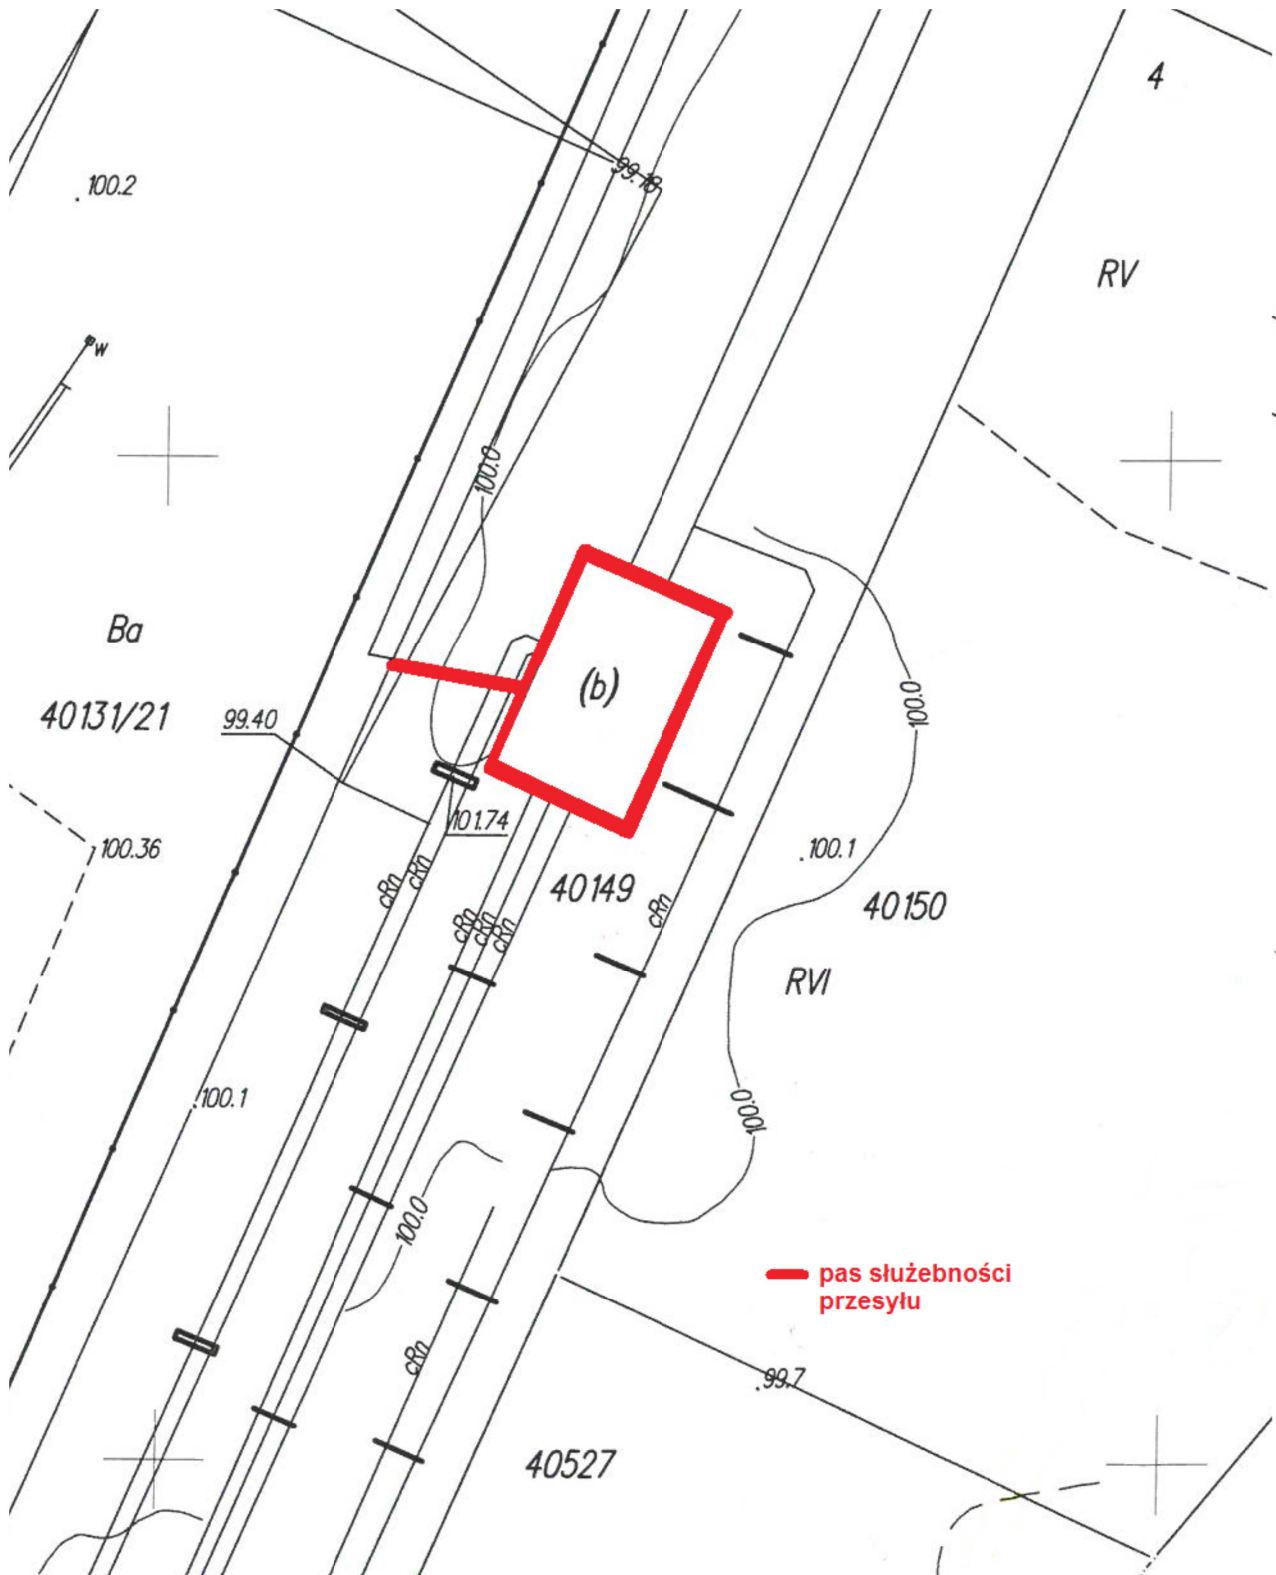 4
99.18
100.2
RV
w
100.0
Ba
(b)
40131/21
99.40
100.0
101.74
100.36
100.1
cRn
cRn
40149
40150
cRn
cRn
cRn
cRn
RVI
100.1
100.0
100.0
pas służebności
przesyłu
cRn
99.7
40527